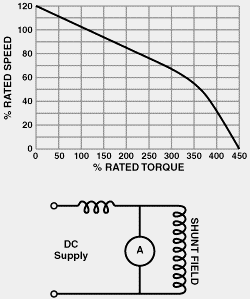 120
100
80
60
40
20
0
% RATED SPEED
0 50 100 150 200 250 300 350 400 450
% RATED TORQUE
DC
Supply
A
SHUNT FIELD